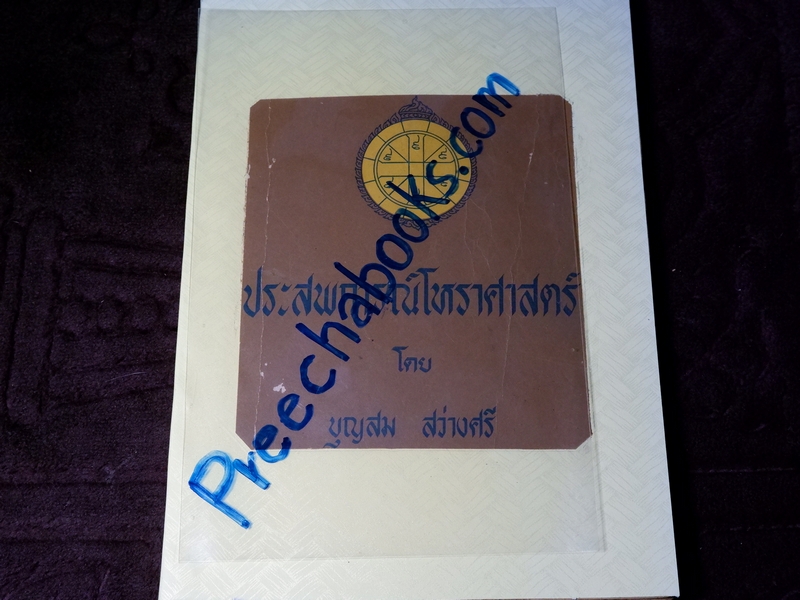 ประสพการณ์โหราศาสตร์
โดย
บุญสม สว่างศรี
Preechabooks.com